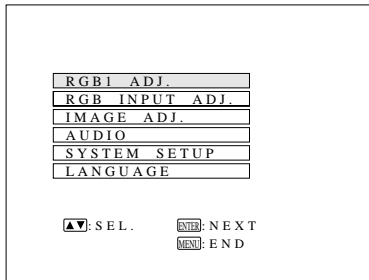 RGB1 ADJ.
RGB INPUT ADJ.
IMAGE ADJ.
AUDIO
SYSTEM SETUP
LANGUAGE
▲▼:SEL. ENTER:NEXT
MENU:END